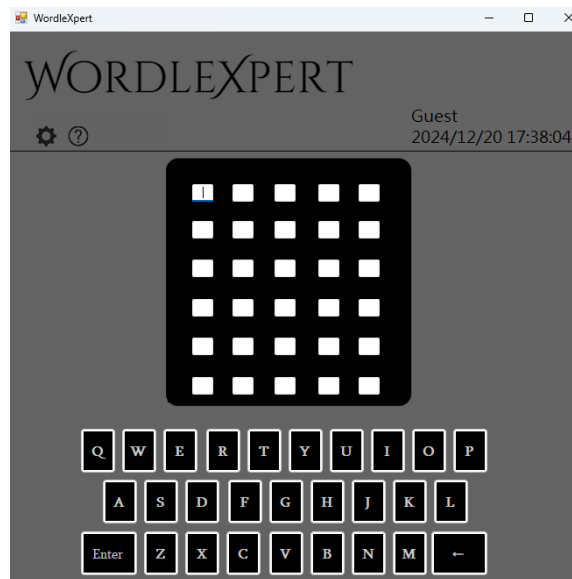 WordleXpert
WORDLEXPERT
Guest
2024/12/20 17:38:04
Q W E R T Y U I O P
A S D F G H J K L
Enter Z X C V B N M ←